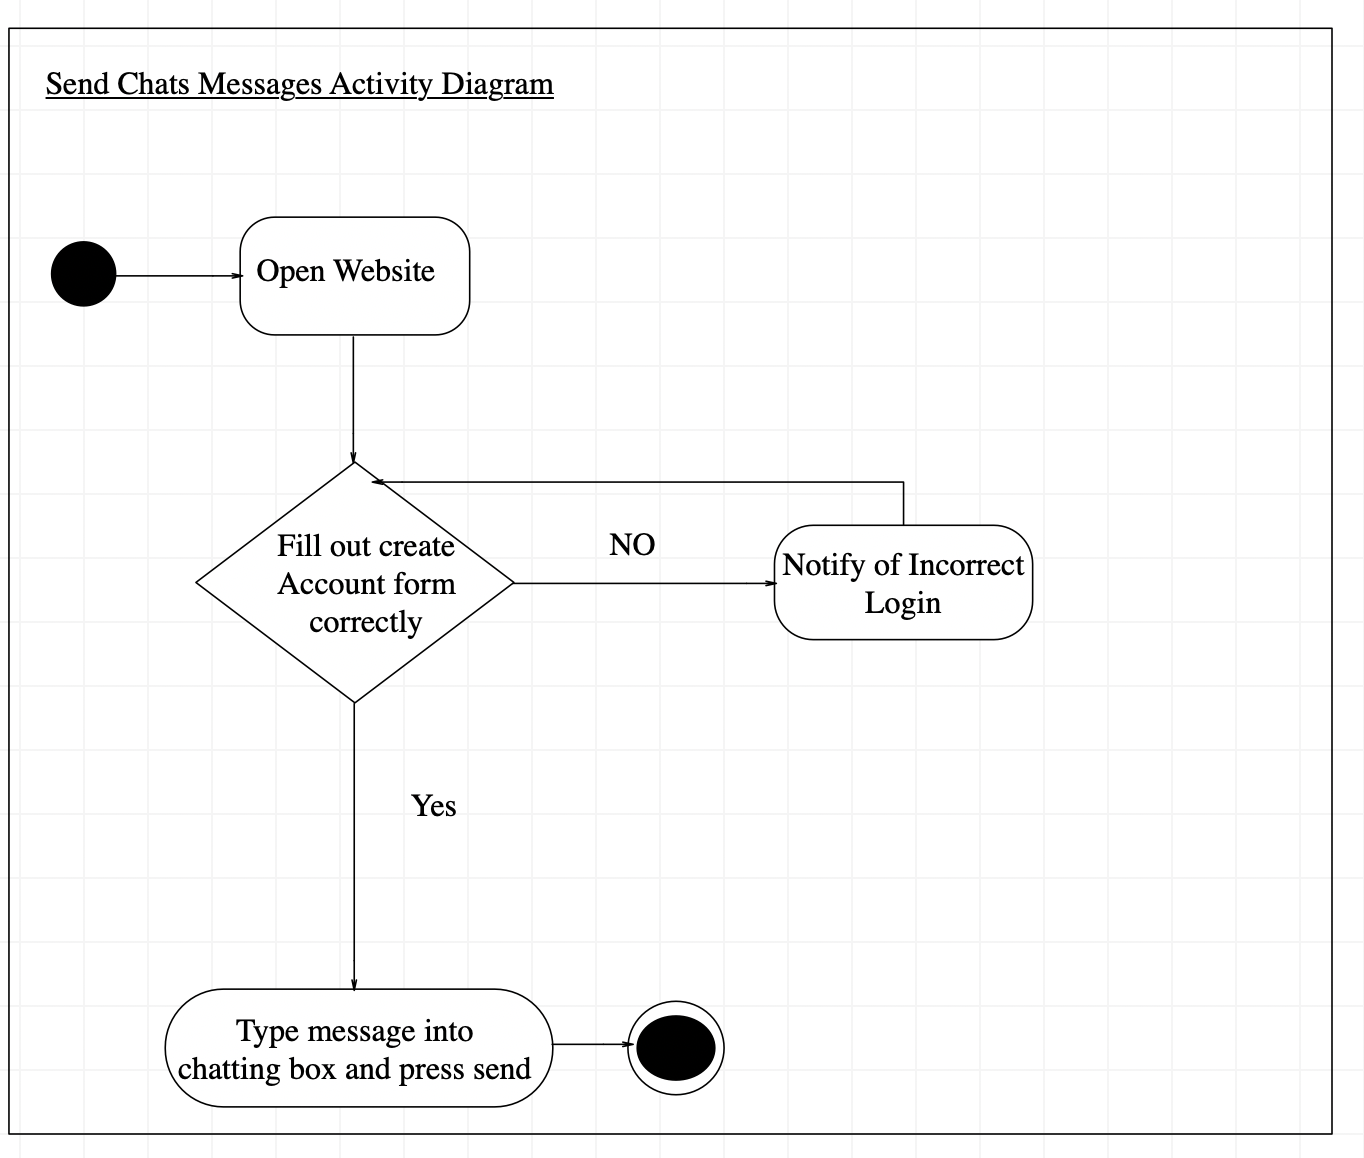 Send Chats Messages Activity Diagram
Open Website
Fill out create
Account form
correctly
NO
Notify of Incorrect
Login
Yes
Type message into
chatting box and press send